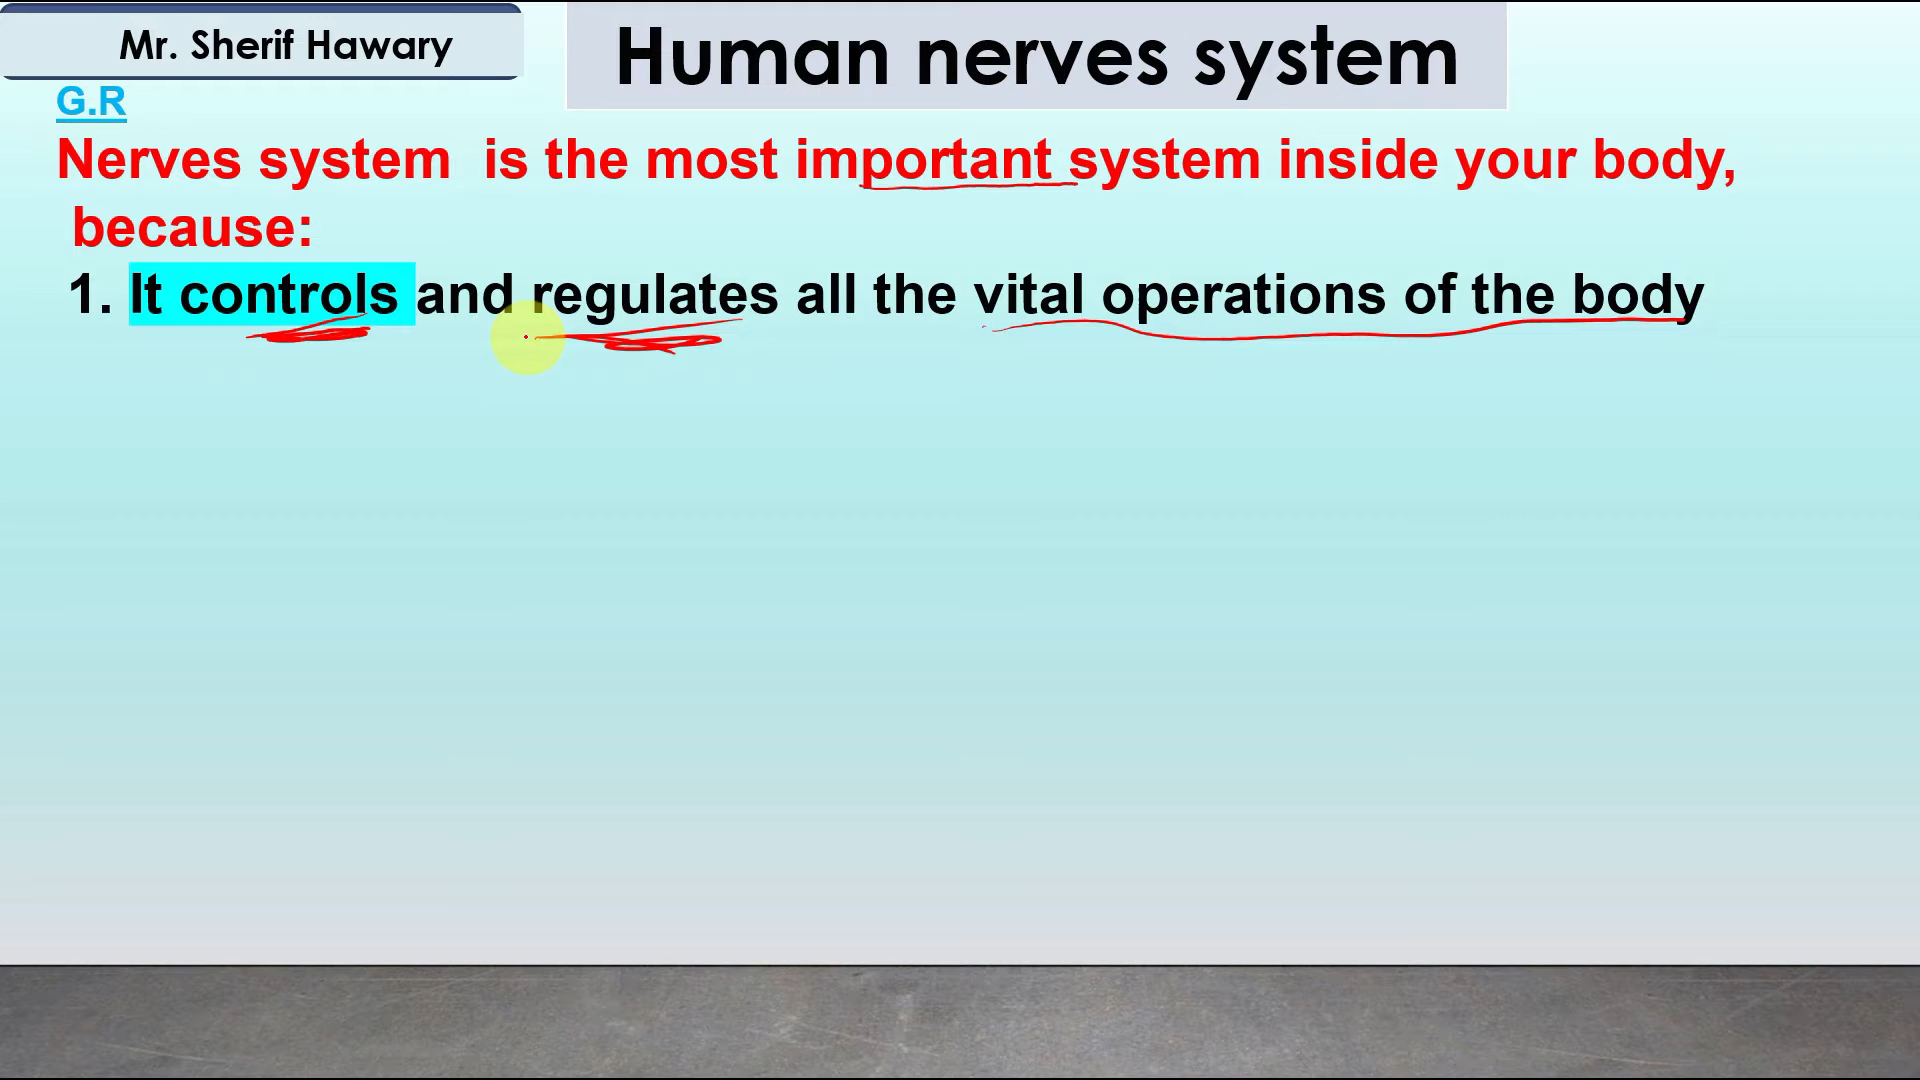 Mr. Sherif Hawary
Human nerves system
G.R
Nerves system is the most important system inside your body,
because:
1. It controls and regulates all the vital operations of the body